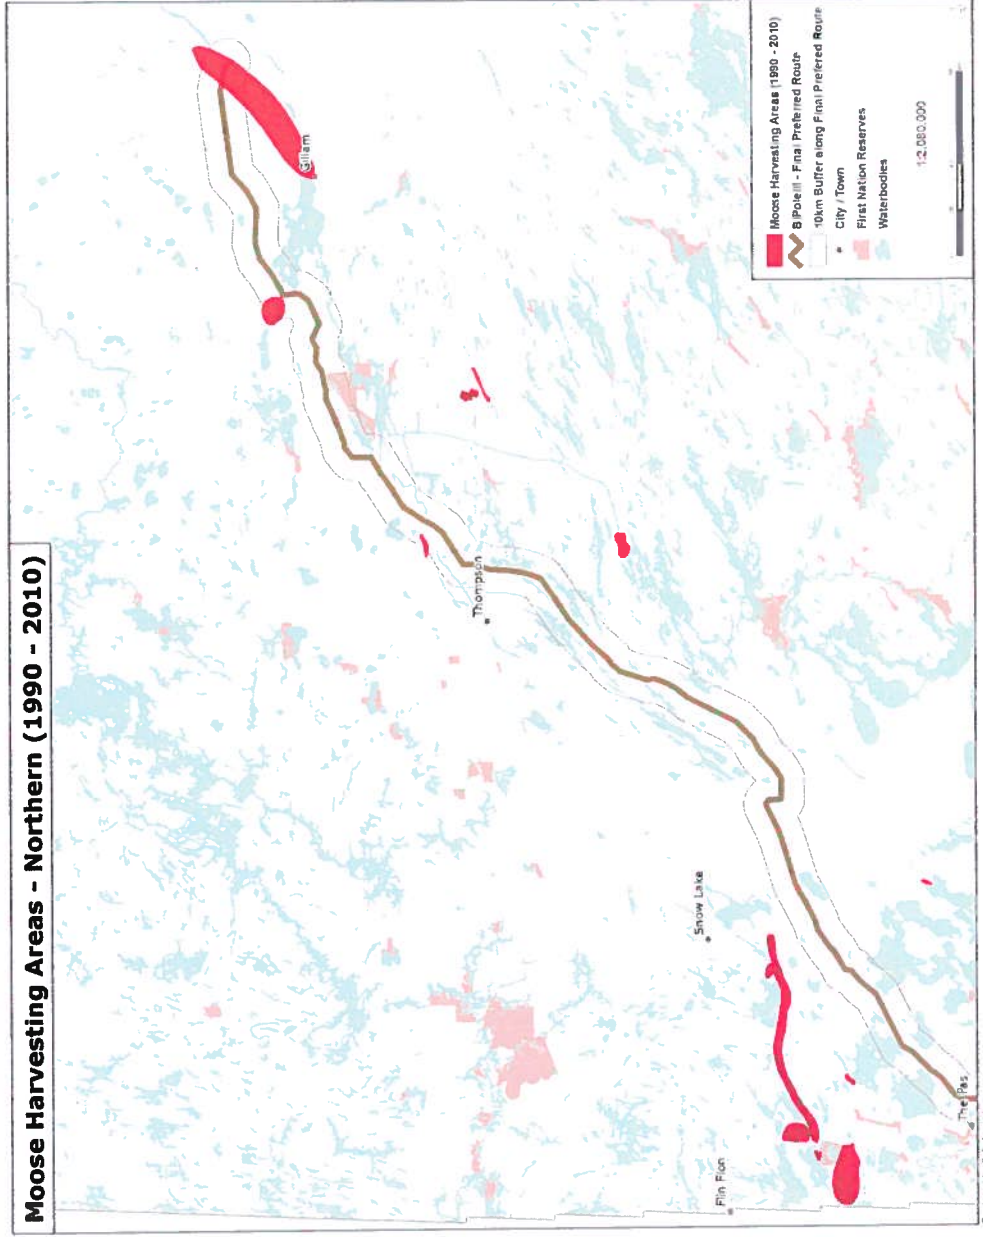 Moose Harvesting Areas - Northern (1990 - 2010)
Gillam
Thompson
Snow Lake
Flin Flon
The Pas
Moose Harvesting Areas (1990 - 2010)
BiPole III - Final Preferred Route
10km Buffer along Final Prefered Route
City / Town
First Nation Reserves
Waterbodies
1:2,080,000